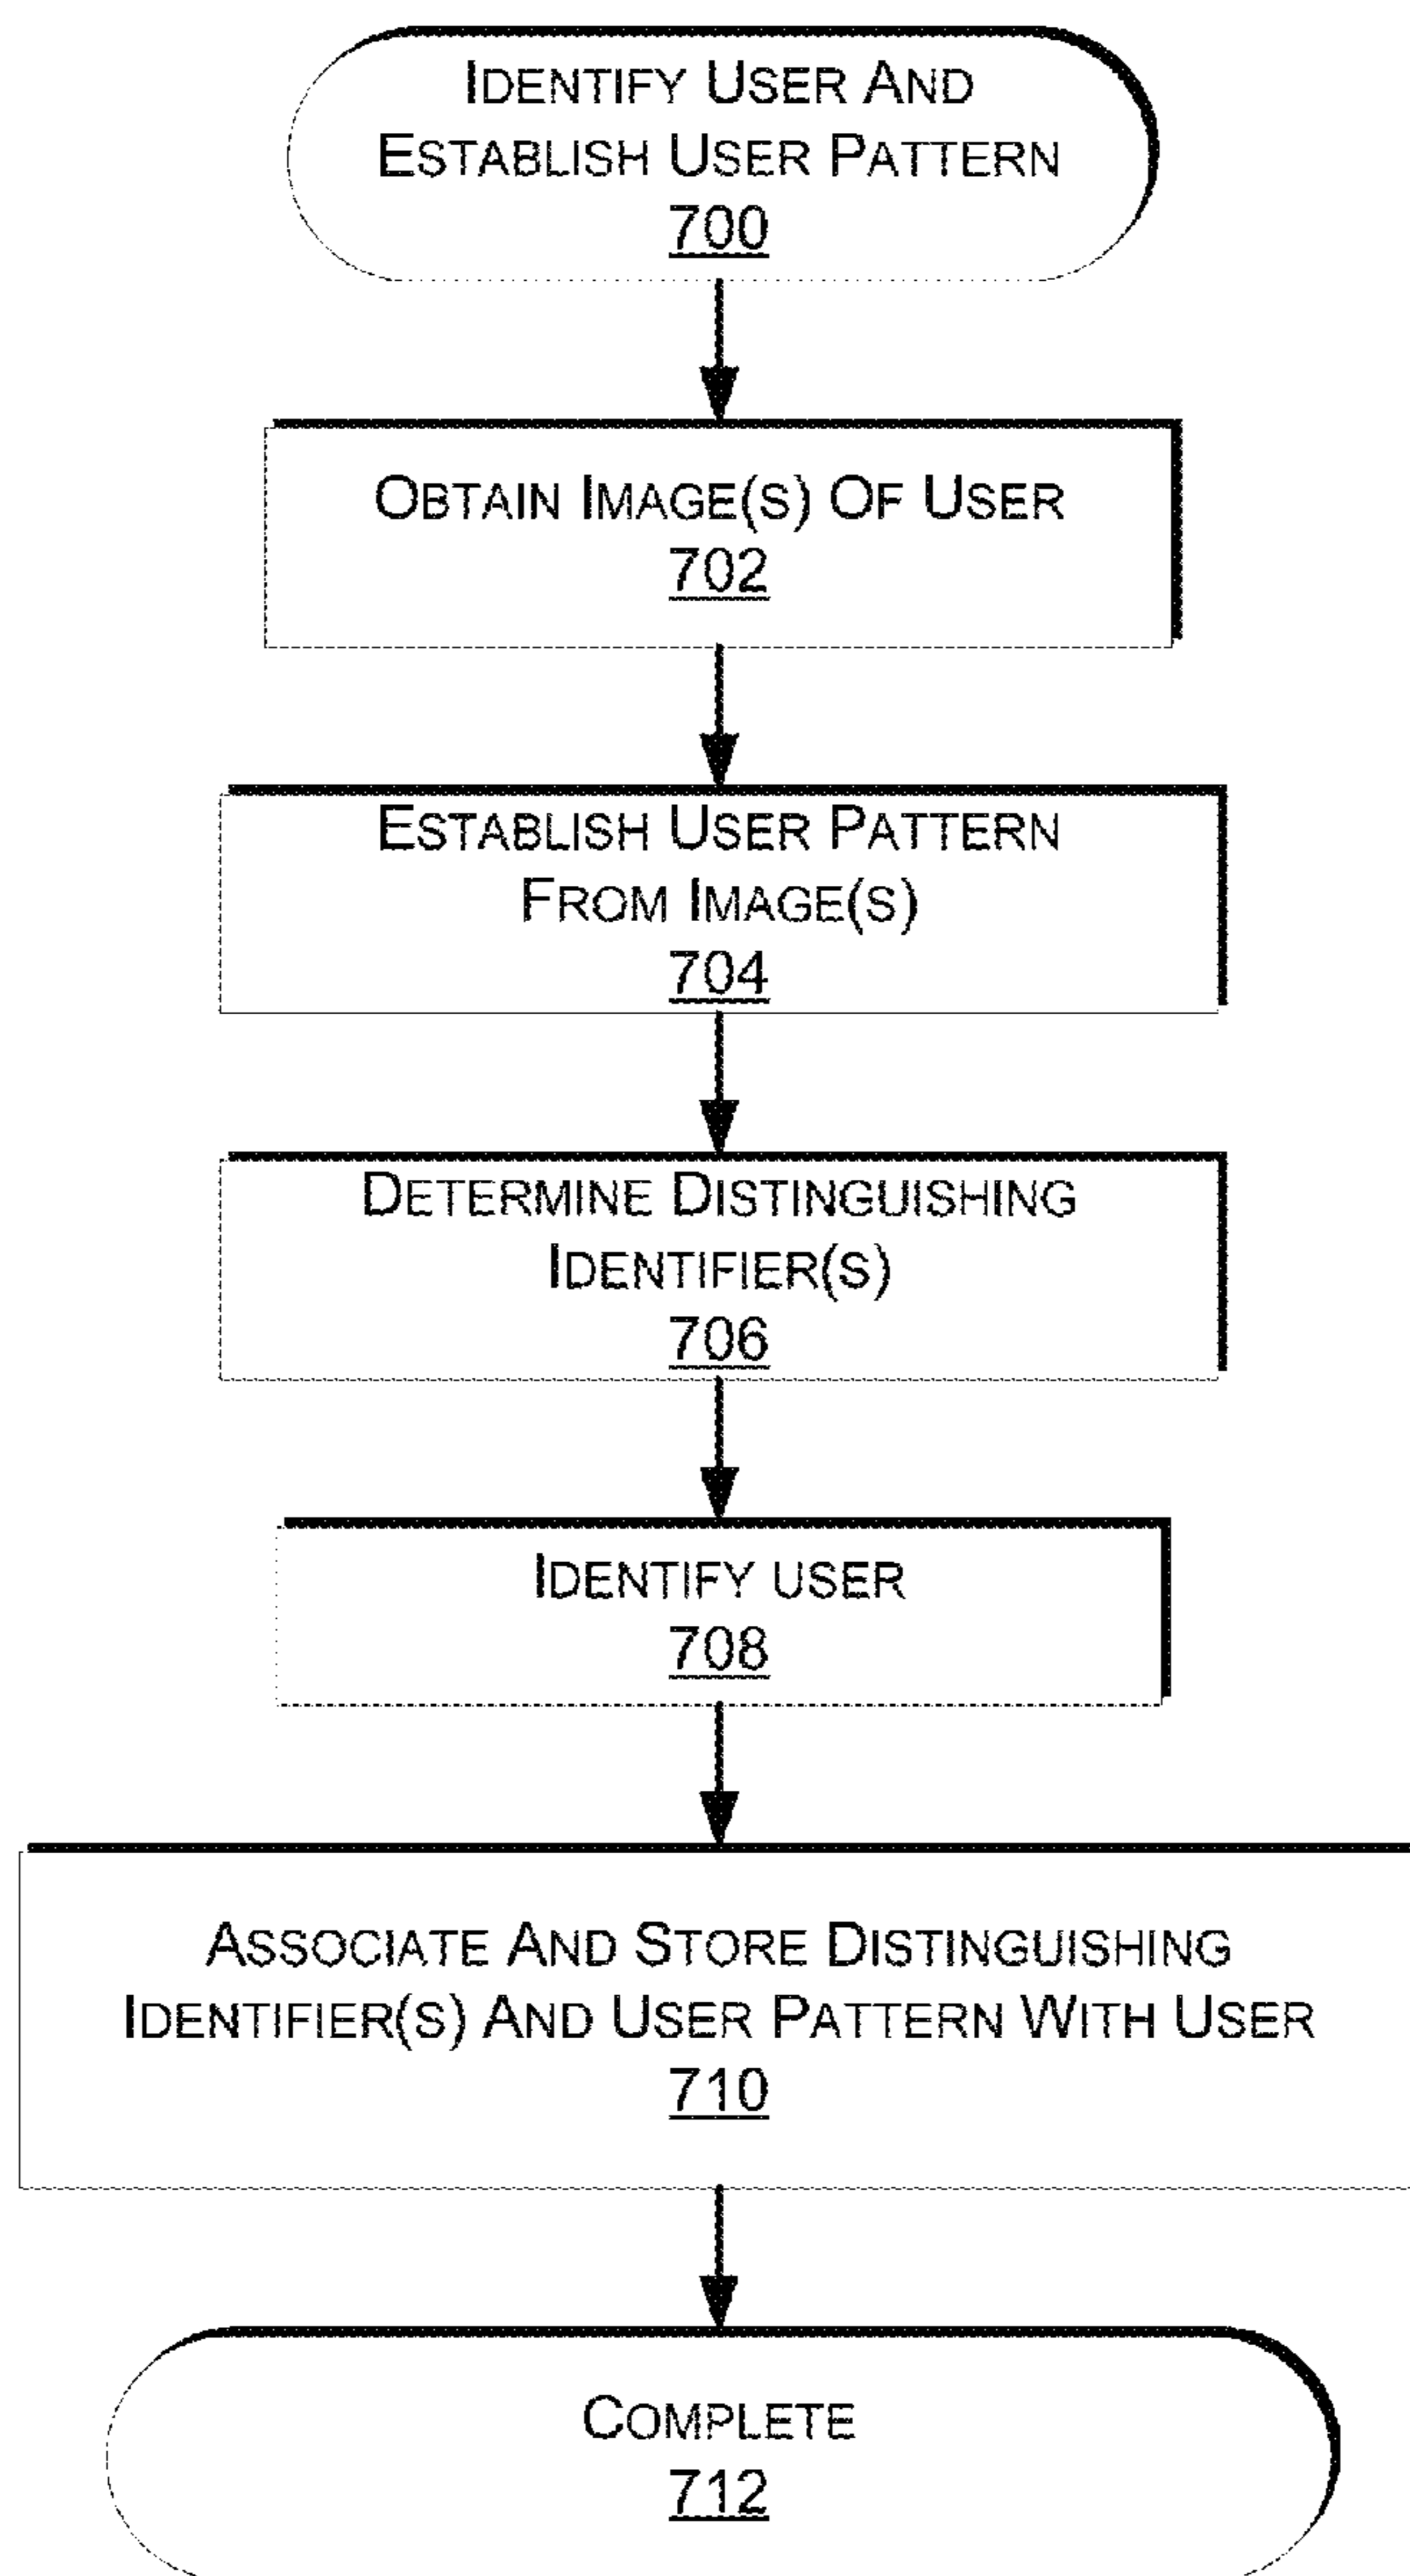 IDENTIFY USER AND
ESTABLISH USER PATTERN
700
OBTAIN IMAGE(S) OF USER
702
ESTABLISH USER PATTERN
FROM IMAGE(S)
704
DETERMINE DISTINGUISHING
IDENTIFIER(S)
706
IDENTIFY USER
708
ASSOCIATE AND STORE DISTINGUISHING
IDENTIFIER(S) AND USER PATTERN WITH USER
710
COMPLETE
712